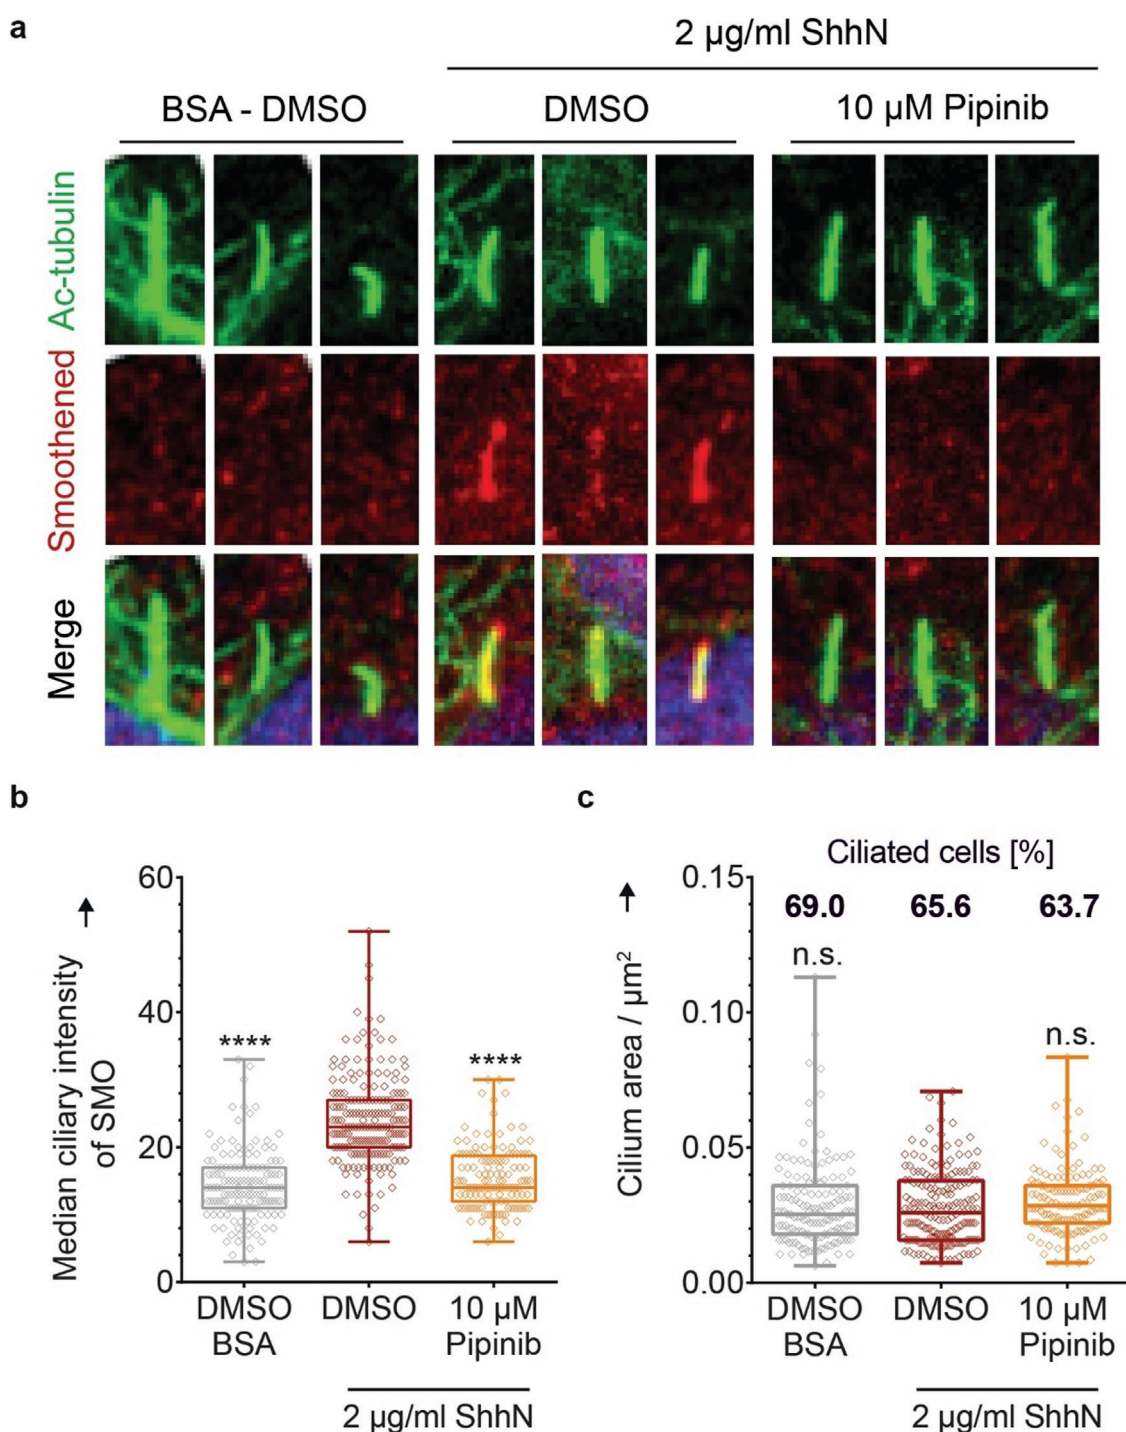 a
2 µg/ml ShhN
BSA - DMSO
DMSO
10 µM Pipinib
Ac-tubulin
Smoothened
Merge
b
Median ciliary intensity
of SMO
60
40
20
0
****
****
DMSO
BSA
DMSO
10 µM
Pipinib
2 µg/ml ShhN
c
Ciliated cells [%]
69.0
65.6
63.7
n.s.
n.s.
Cilium area / µm²
0.15
0.10
0.05
0.00
DMSO
BSA
DMSO
10 µM
Pipinib
2 µg/ml ShhN